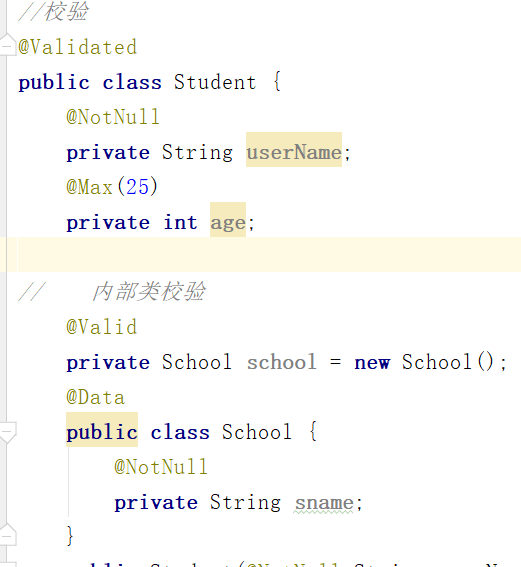 //校验
@Validated
public class Student {
    @NotNull
    private String userName;
    @Max(25)
    private int age;
//    内部类校验
    @Valid
    private School school = new School();
    @Data
    public class School {
        @NotNull
        private String sname;
    }